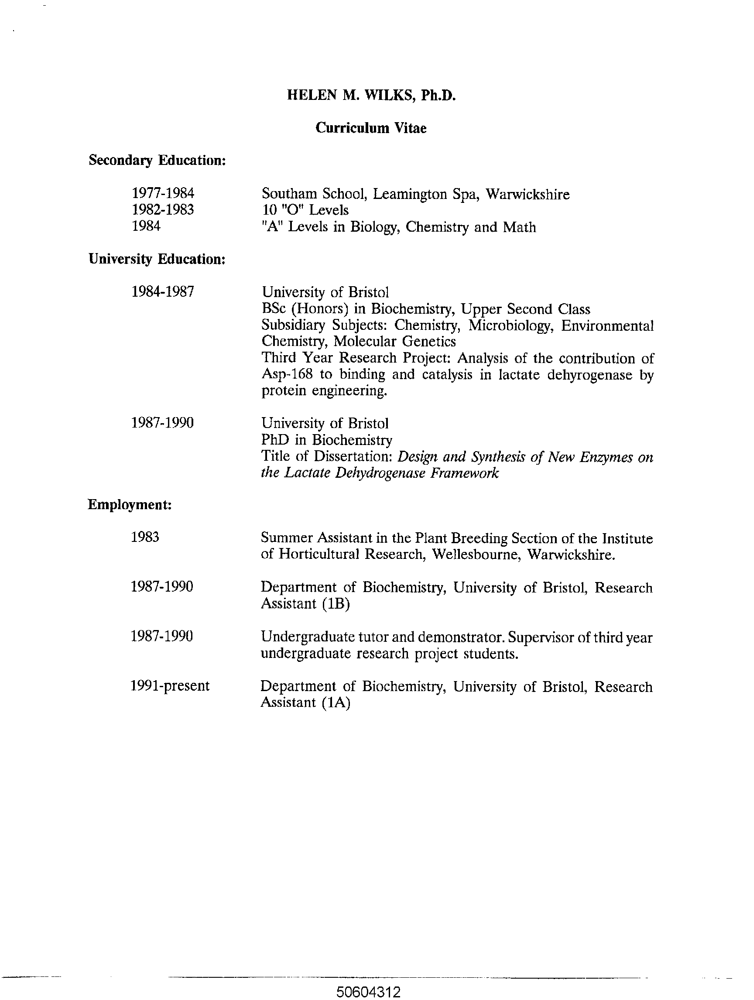 HELEN M. WILKS, Ph.D.
Curriculum Vitae
Secondary Education:
1977-1984 Southam School, Leamington Spa, Warwickshire
1982-1983 10 "O" Levels
1984 "A" Levels in Biology, Chemistry and Math
University Education:
1984-1987 University of Bristol
BSc (Honors) in Biochemistry, Upper Second Class
Subsidiary Subjects: Chemistry, Microbiology, Environmental
Chemistry, Molecular Genetics
Third Year Research Project: Analysis of the contribution of
Asp-168 to binding and catalysis in lactate dehyrogenase by
protein engineering.
1987-1990 University of Bristol
PhD in Biochemistry
Title of Dissertation: Design and Synthesis of New Enzymes on
the Lactate Dehydrogenase Framework
Employment:
1983 Summer Assistant in the Plant Breeding Section of the Institute
of Horticultural Research, Wellesbourne, Warwickshire.
1987-1990 Department of Biochemistry, University of Bristol, Research
Assistant (1B)
1987-1990 Undergraduate tutor and demonstrator. Supervisor of third year
undergraduate research project students.
1991-present Department of Biochemistry, University of Bristol, Research
Assistant (1A)
50604312